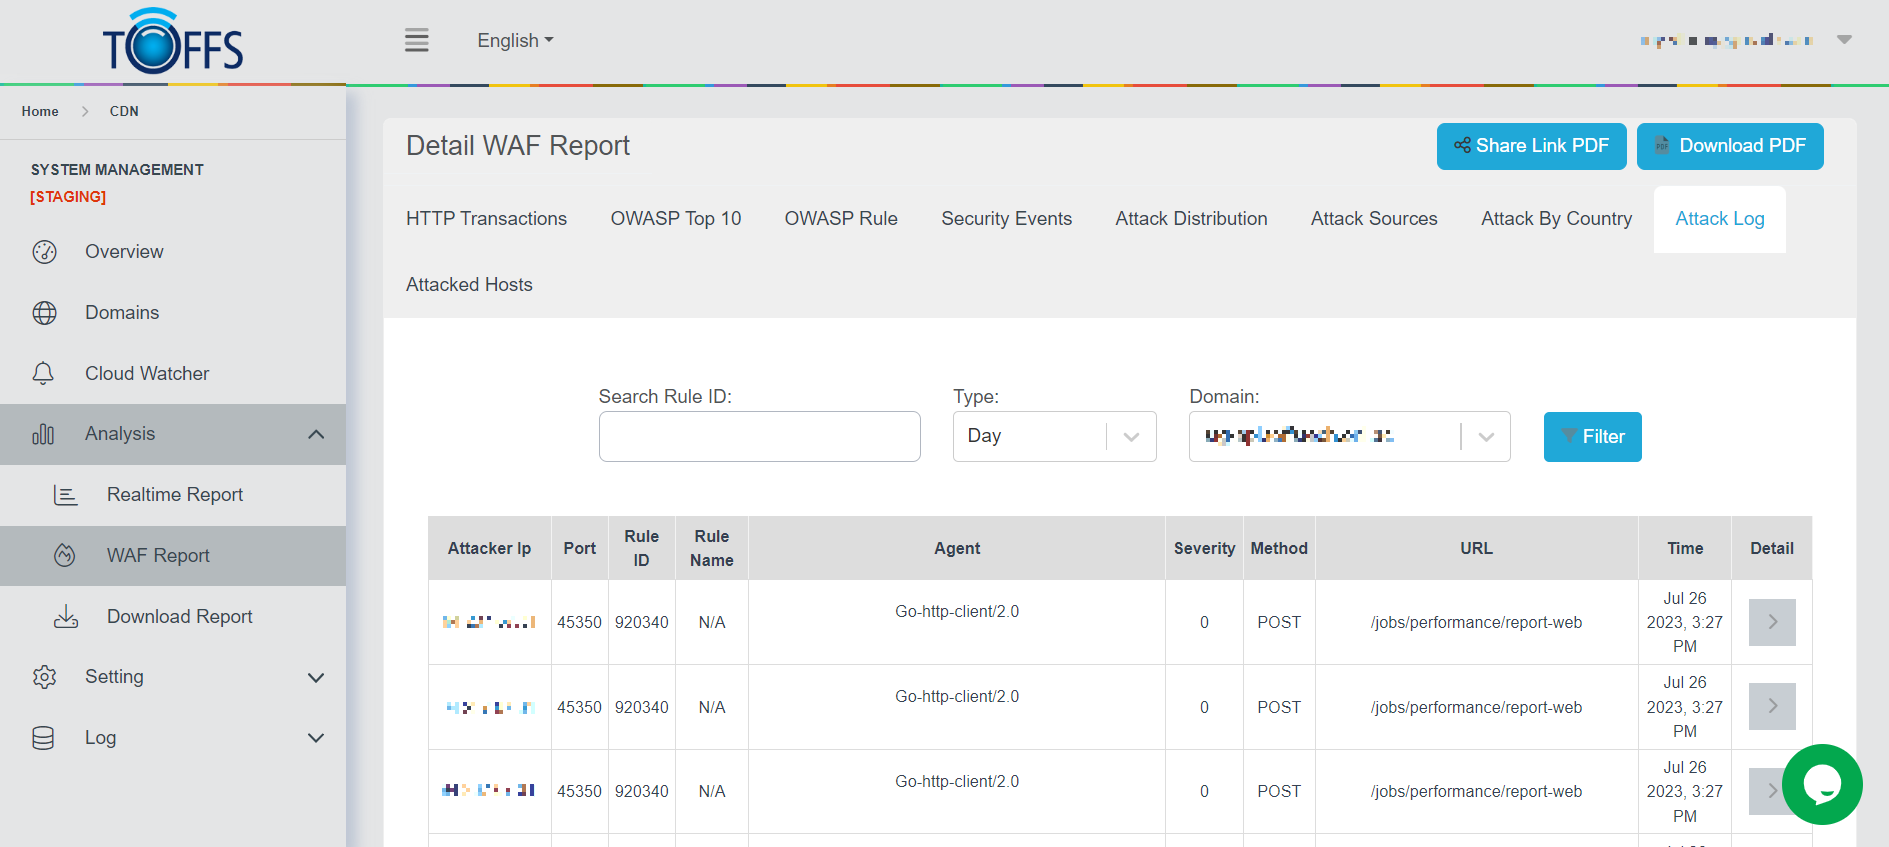 TOFFS
English
Home > CDN
SYSTEM MANAGEMENT
[STAGING]
Overview
Domains
Cloud Watcher
Analysis
Realtime Report
WAF Report
Download Report
Setting
Log
Detail WAF Report
Share Link PDF
PDF Download PDF
HTTP Transactions OWASP Top 10 OWASP Rule Security Events Attack Distribution Attack Sources Attack By Country Attack Log
Attacked Hosts
Search Rule ID: Type: Domain:
Day Filter
Attacker Ip Port Rule ID Rule Name Agent Severity Method URL Time Detail
45350 920340 N/A Go-http-client/2.0 0 POST /jobs/performance/report-web Jul 26 2023, 3:27 PM
45350 920340 N/A Go-http-client/2.0 0 POST /jobs/performance/report-web Jul 26 2023, 3:27 PM
45350 920340 N/A Go-http-client/2.0 0 POST /jobs/performance/report-web Jul 26 2023, 3:27 PM